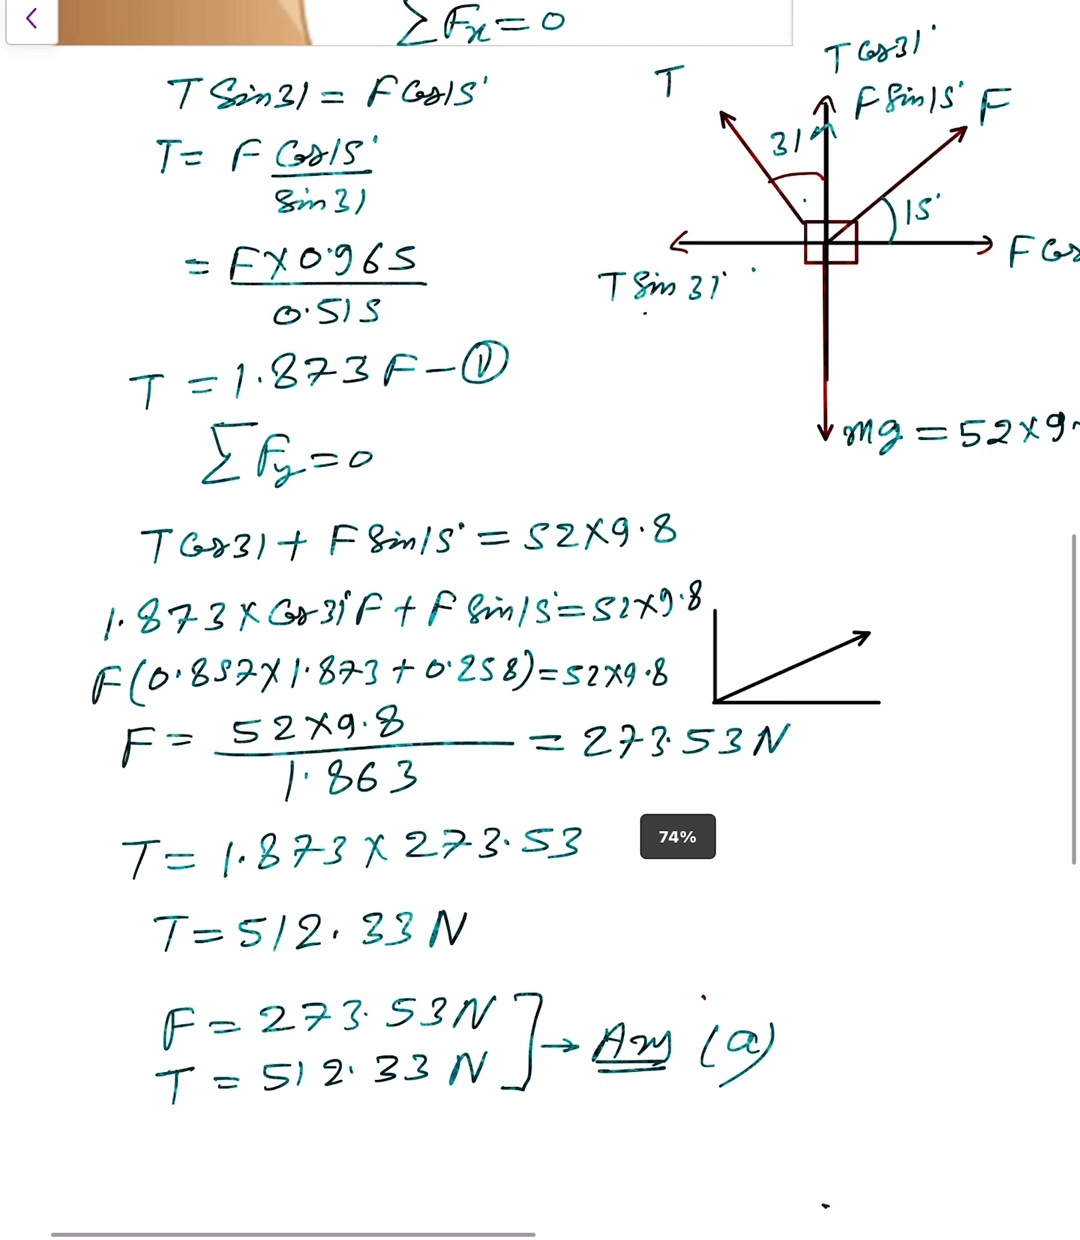 ΣFx = 0
T Sin31 = F Cos15°
T = F Cos15°
Sin31
= F×0.965
0.515
T = 1.873 F — ①
ΣFy = 0
T Cos31 + F Sin15° = 52×9.8
1.873 × Cos31° F + F Sin15° = 52×9.8
F(0.857×1.873 + 0.258) = 52×9.8
F = 52×9.8 = 273.53 N
1.863
T = 1.873 × 273.53
74%
T = 512.33 N
F = 273.53 N
T = 512.33 N ] → Ans (a)
T
T Cos31°
F Sin15°
F
31
15°
F Cos
T Sin 31°
mg = 52×9.